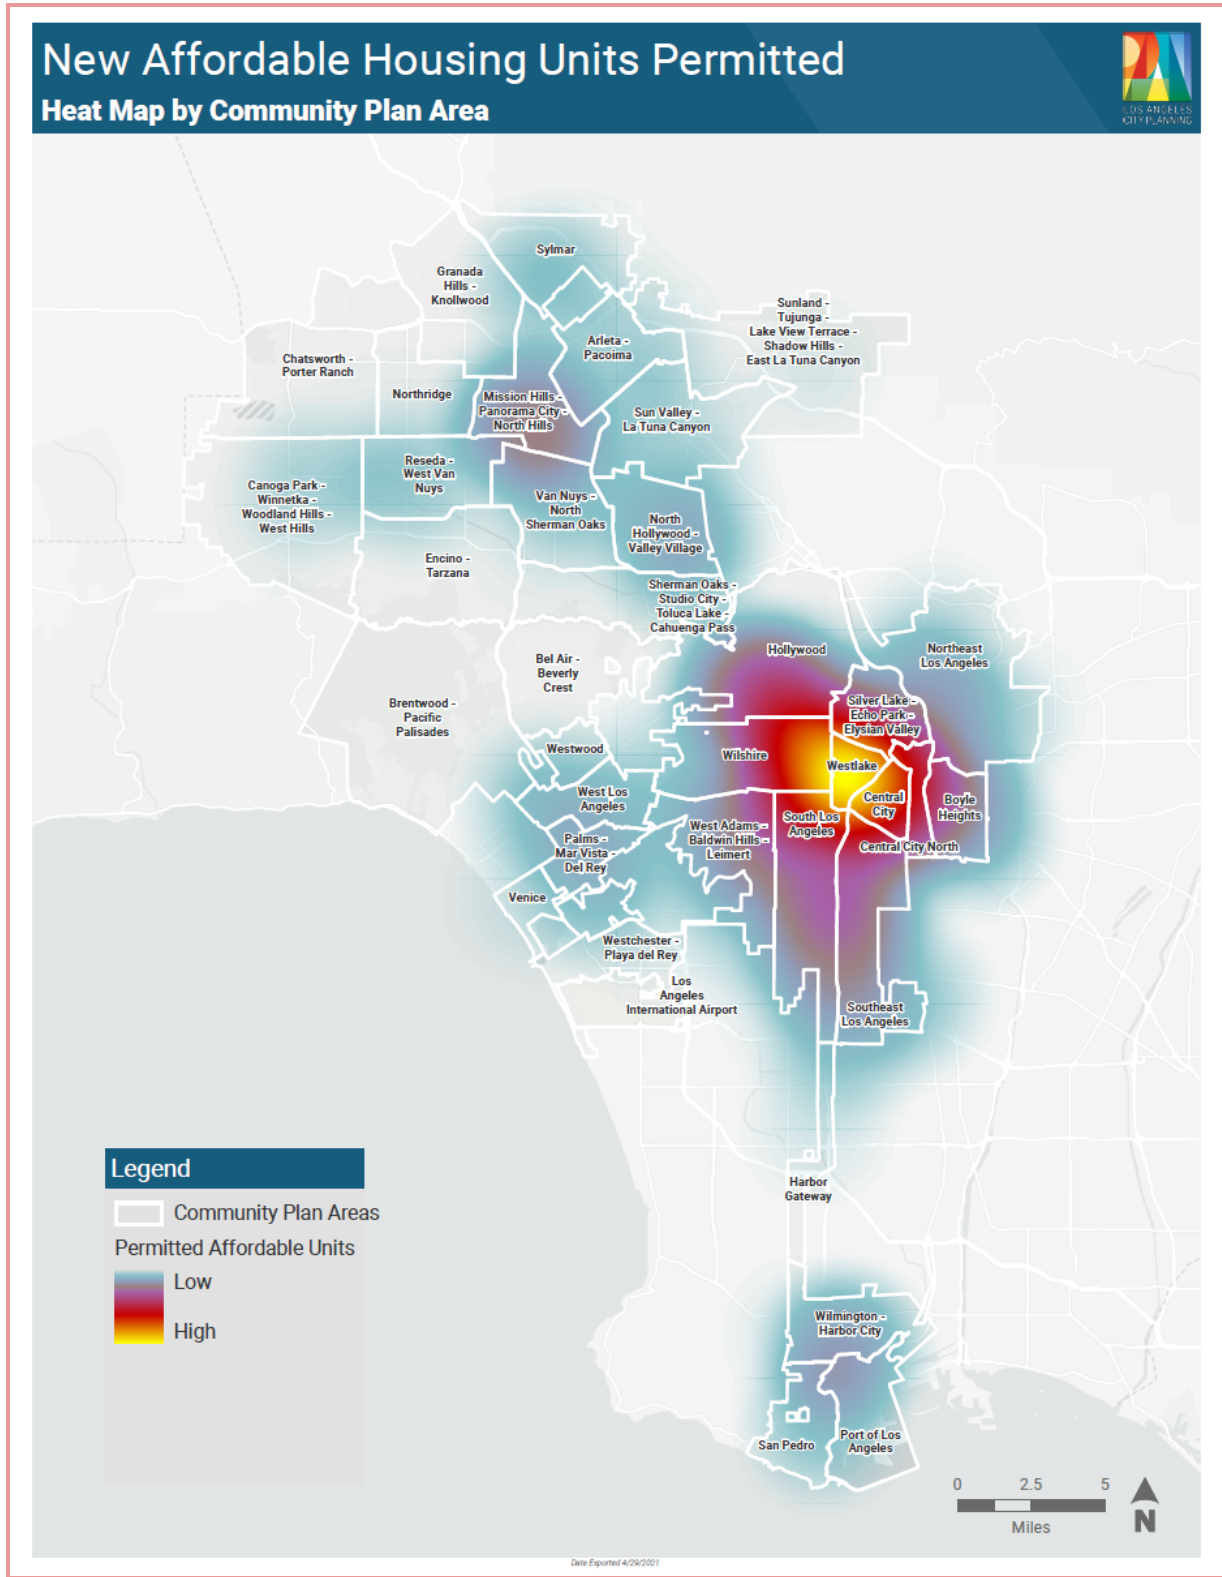 New Affordable Housing Units Permitted
Heat Map by Community Plan Area
LOS ANGELES
CITY PLANNING
Sylmar
Granada
Hills -
Knollwood
Sunland -
Tujunga -
Lake View Terrace -
Shadow Hills -
East La Tuna Canyon
Arleta -
Pacoima
Chatsworth -
Porter Ranch
Northridge
Mission Hills -
Panorama City -
North Hills
Sun Valley -
La Tuna Canyon
Reseda -
West Van
Nuys
Canoga Park -
Winnetka -
Woodland Hills -
West Hills
Van Nuys -
North
Sherman Oaks
North
Hollywood -
Valley Village
Encino -
Tarzana
Sherman Oaks -
Studio City -
Toluca Lake -
Cahuenga Pass
Hollywood
Northeast
Los Angeles
Bel Air -
Beverly
Crest
Brentwood -
Pacific
Palisades
Silver Lake -
Echo Park -
Elysian Valley
Westwood
Wilshire
Westlake
West Los
Angeles
Central
City
Boyle
Heights
South Los
Angeles
West Adams -
Baldwin Hills -
Leimert
Palms -
Mar Vista -
Del Rey
Central City North
Venice
Westchester -
Playa del Rey
Los
Angeles
International Airport
Southeast
Los Angeles
Harbor
Gateway
Wilmington -
Harbor City
San Pedro
Port of Los
Angeles
Legend
Community Plan Areas
Permitted Affordable Units
Low
High
0 2.5 5
Miles
N
Date Exported 4/29/2021